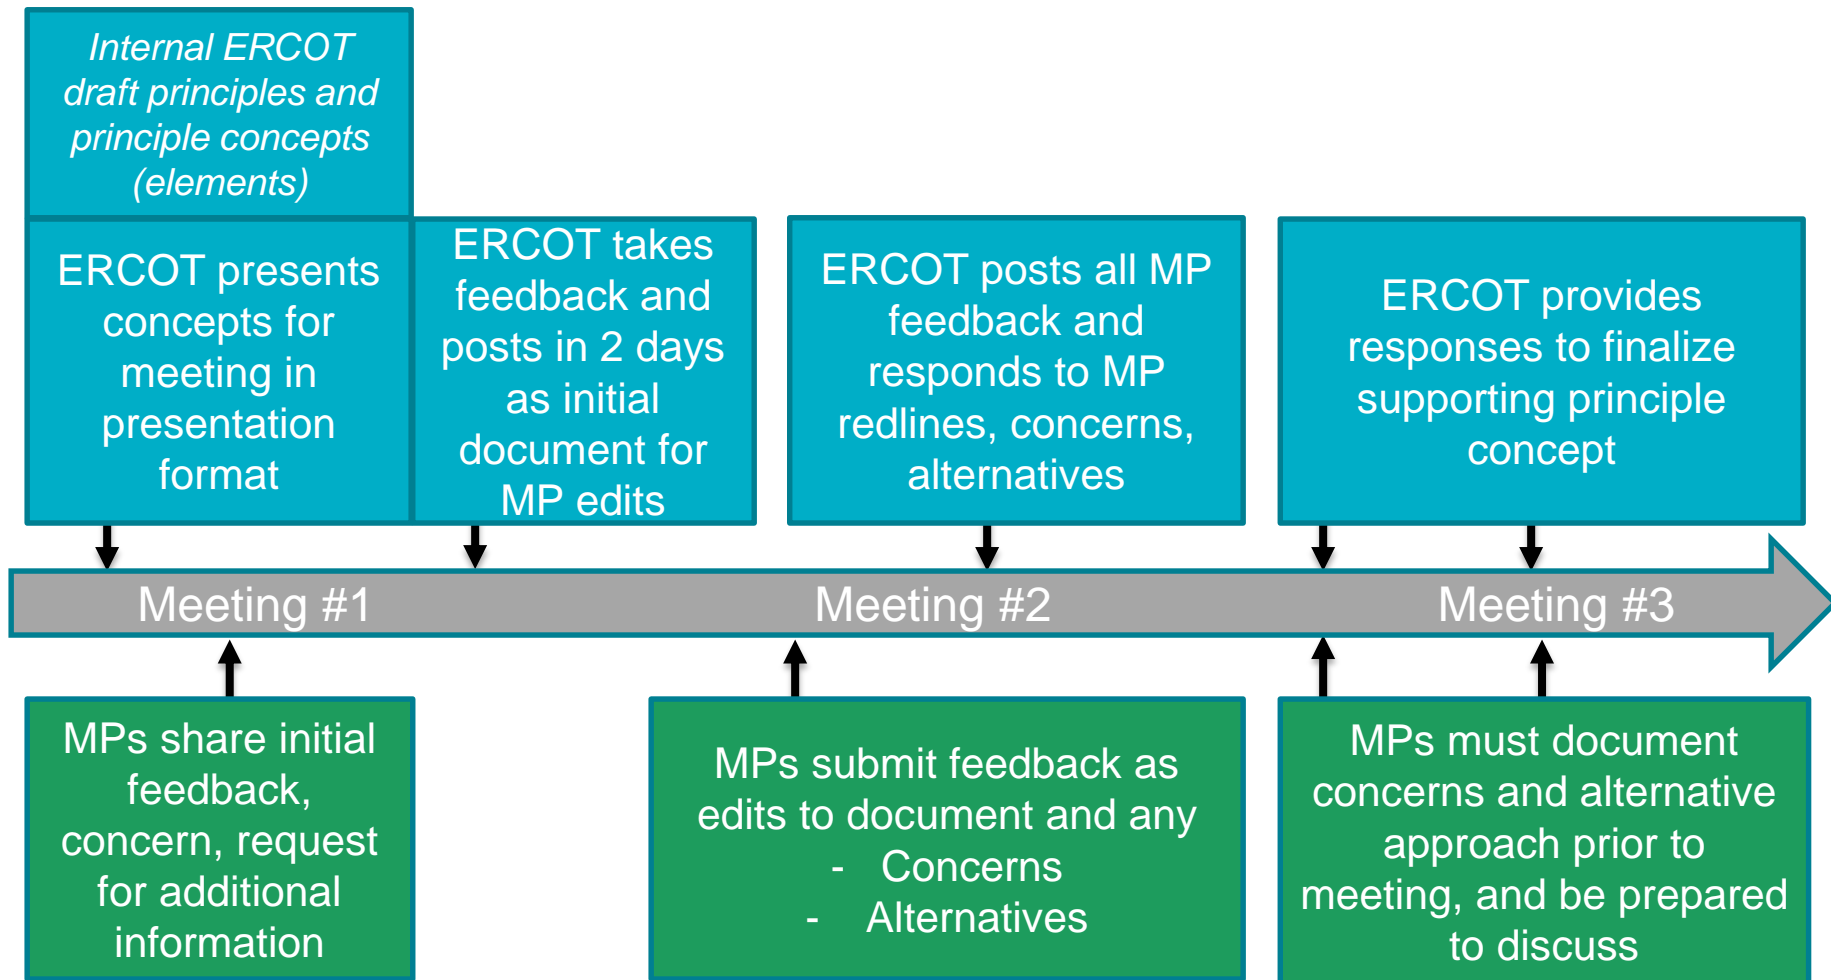 Internal ERCOT
draft principles and
principle concepts
(elements)
ERCOT presents
concepts for
meeting in
presentation
format
ERCOT takes
feedback and
posts in 2 days
as initial
document for
MP edits
ERCOT posts all MP
feedback and
responds to MP
redlines, concerns,
alternatives
ERCOT provides
responses to finalize
supporting principle
concept
Meeting #1
Meeting #2
Meeting #3
MPs share initial
feedback,
concern, request
for additional
information
MPs submit feedback as
edits to document and any
- Concerns
- Alternatives
MPs must document
concerns and alternative
approach prior to
meeting, and be prepared
to discuss